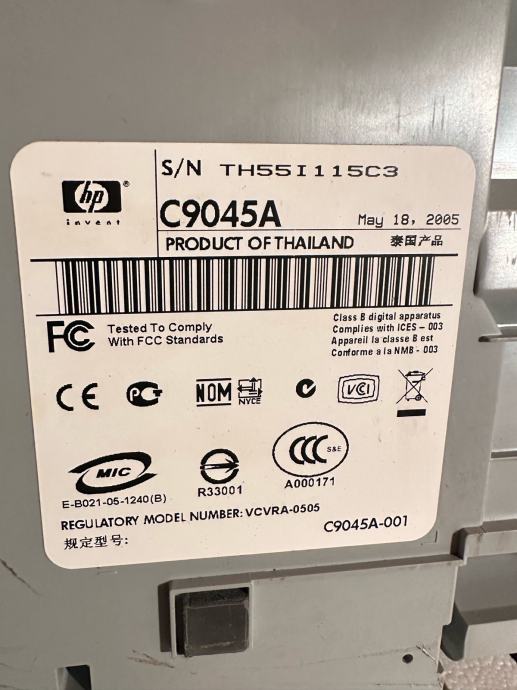 S/N TH55I115C3
hp ®
invent
C9045A
May 18, 2005
PRODUCT OF THAILAND 泰国产品
FC Tested To Comply
With FCC Standards
Class B digital apparatus
Complies with ICES - 003
Appareil la classe B est
Conforme a la NMB - 003
CE
PC
NOM
NYCE
VCI
MIC
E-B021-05-1240(B)
R33001
CCC S&E
A000171
REGULATORY MODEL NUMBER: VCVRA-0505
规定型号:
C9045A-001